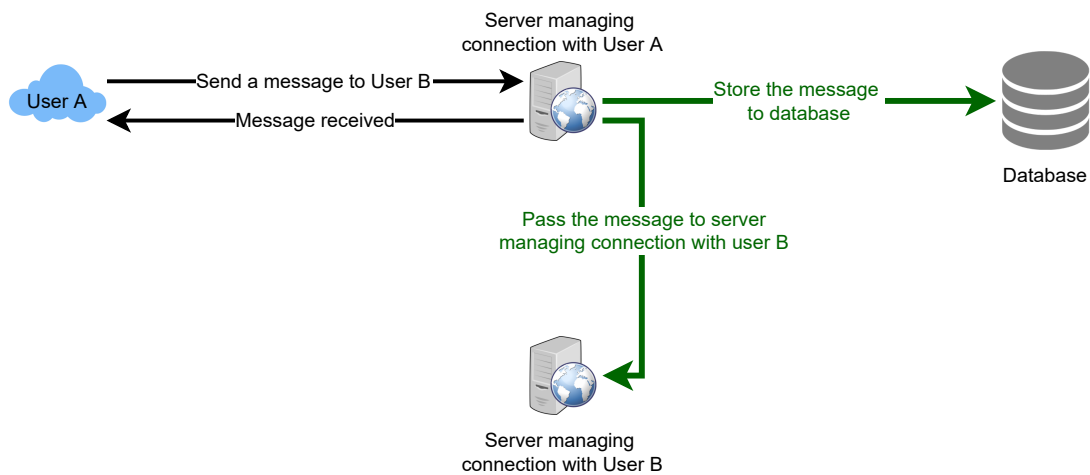 Server managing
connection with User A
User A
Send a message to User B
Message received
Store the message
to database
Database
Pass the message to server
managing connection with user B
Server managing
connection with User B